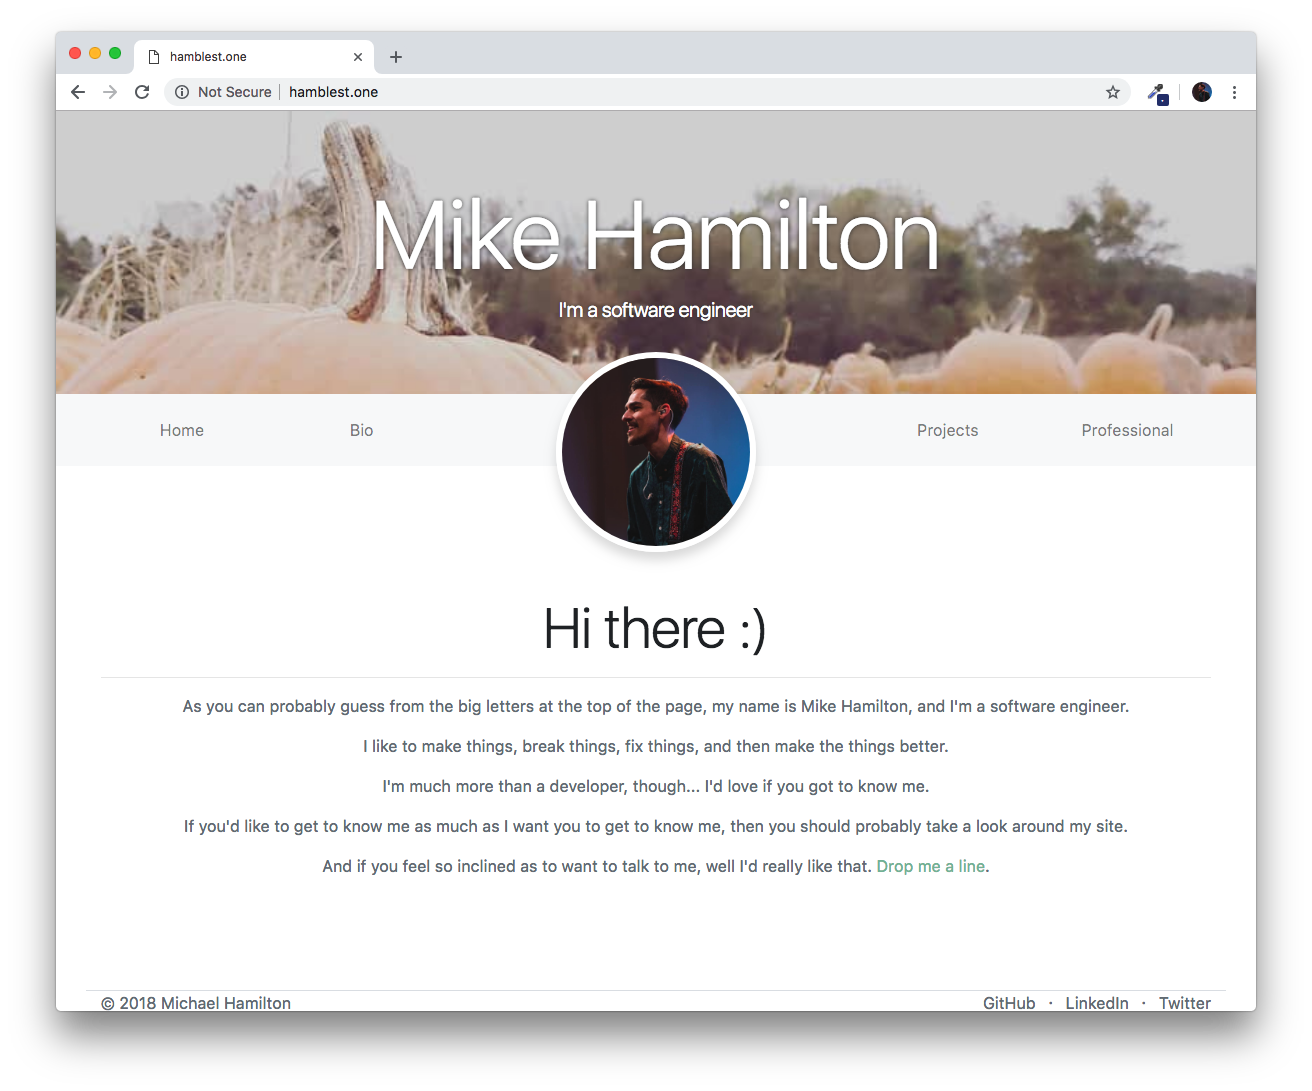 hamblest.one
Not Secure | hamblest.one
Mike Hamilton
I'm a software engineer
Home Bio Projects Professional
Hi there :)
As you can probably guess from the big letters at the top of the page, my name is Mike Hamilton, and I'm a software engineer.
I like to make things, break things, fix things, and then make the things better.
I'm much more than a developer, though... I'd love if you got to know me.
If you'd like to get to know me as much as I want you to get to know me, then you should probably take a look around my site.
And if you feel so inclined as to want to talk to me, well I'd really like that. Drop me a line.
© 2018 Michael Hamilton GitHub · LinkedIn · Twitter